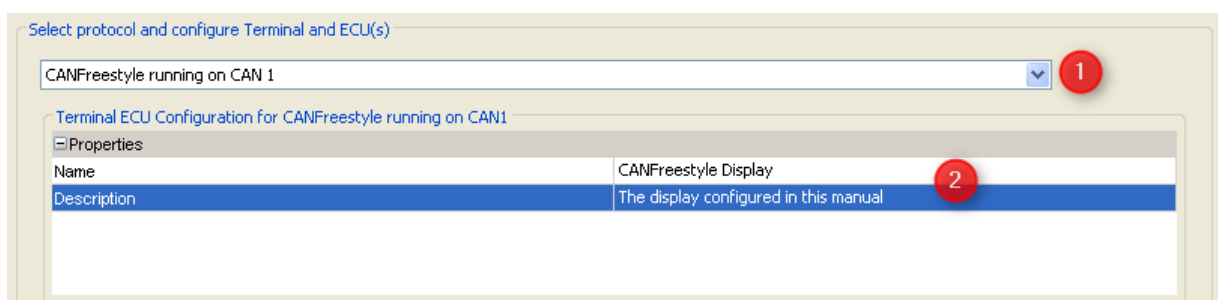 Select protocol and configure Terminal and ECU(s)
CANFreestyle running on CAN 1
1
Terminal ECU Configuration for CANFreestyle running on CAN1
Properties
Name CANFreestyle Display
2
Description The display configured in this manual